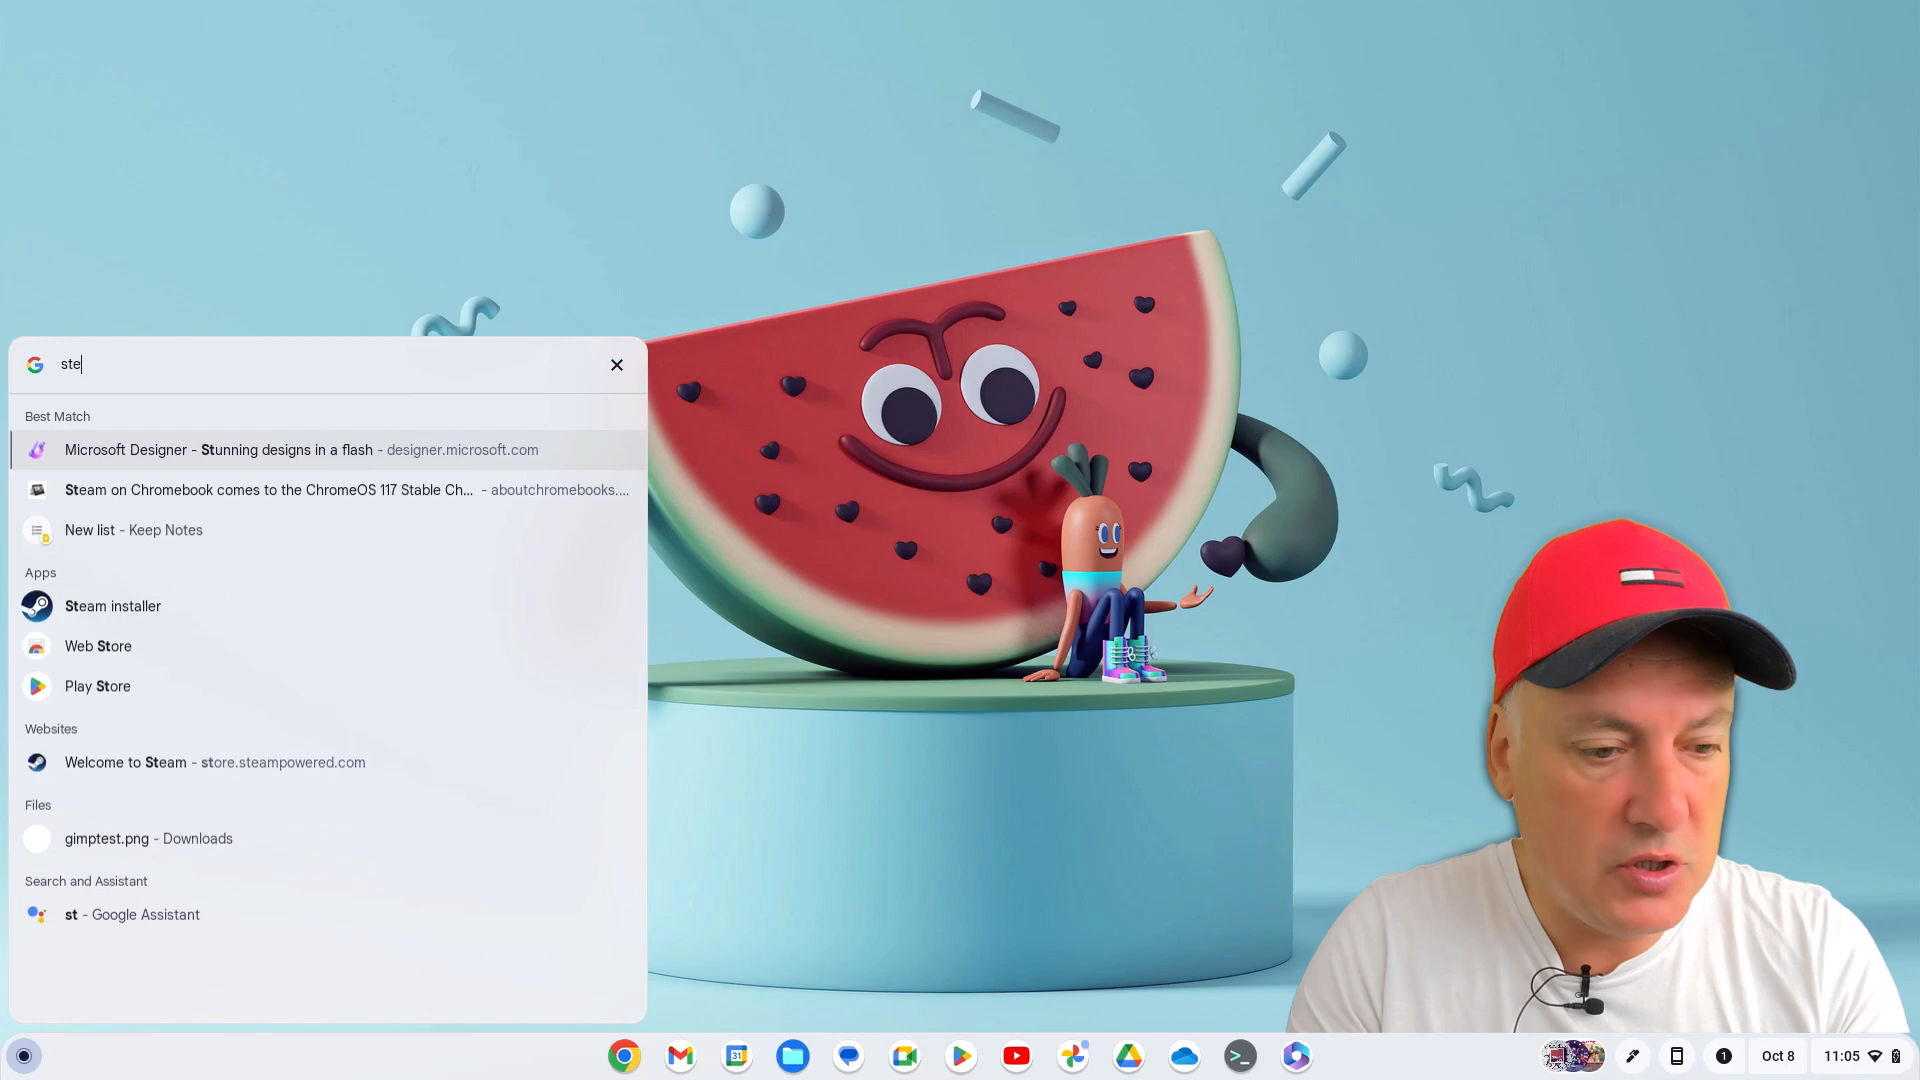 ste
Best Match
Microsoft Designer - Stunning designs in a flash - designer.microsoft.com
Steam on Chromebook comes to the ChromeOS 117 Stable Ch... - aboutchromebooks....
New list - Keep Notes
Apps
Steam installer
Web Store
Play Store
Websites
Welcome to Steam - store.steampowered.com
Files
gimptest.png - Downloads
Search and Assistant
st - Google Assistant
31
1
Oct 8
11:05